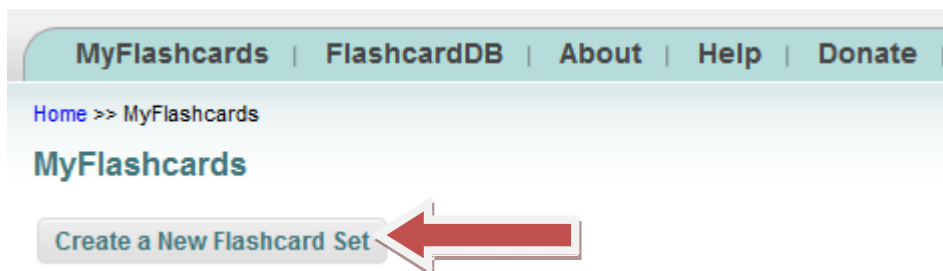 MyFlashcards | FlashcardDB | About | Help | Donate |
Home >> MyFlashcards
MyFlashcards
Create a New Flashcard Set